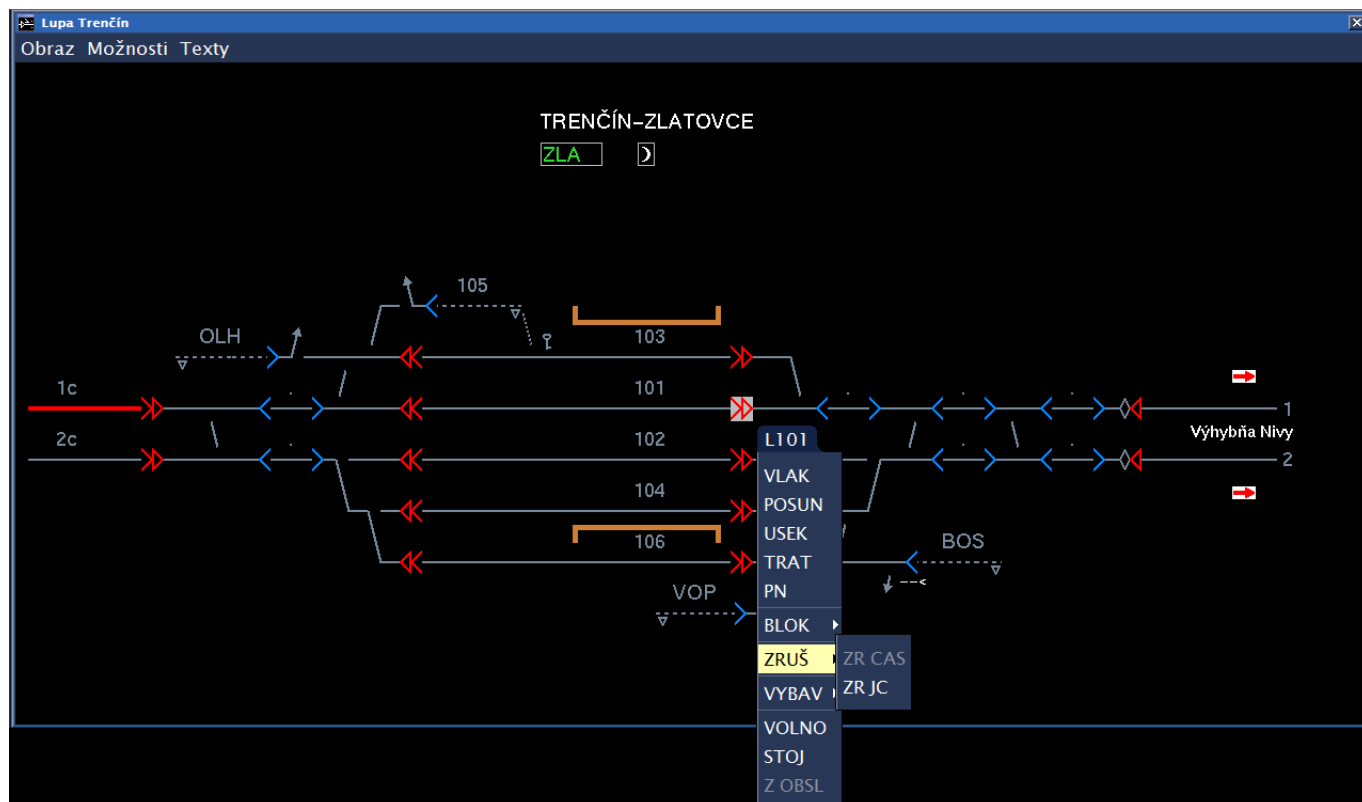 Lupa Trenčín
Obraz Možnosti Texty
TRENČÍN-ZLATOVCE
ZLA
105
OLH
103
1c
101
1
Výhybňa Nivy
2c
102
2
L101
VLAK
104
POSUN
USEK
106
BOS
TRAT
VOP
PN
BLOK
ZRUŠ
ZR CAS
ZR JC
VYBAV
VOLNO
STOJ
Z OBSL